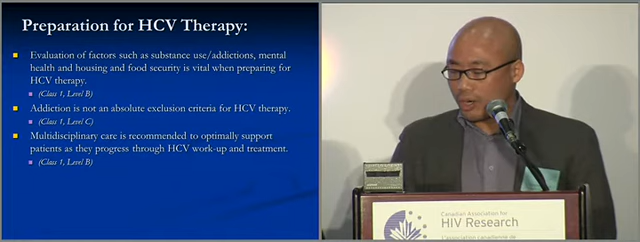 Preparation for HCV Therapy:
Evaluation of factors such as substance use/addictions, mental
health and housing and food security is vital when preparing for
HCV therapy.
(Class 1, Level B)
Addiction is not an absolute exclusion criteria for HCV therapy.
(Class 1, Level C)
Multidisciplinary care is recommended to optimally support
patients as they progress through HCV work-up and treatment.
(Class 1, Level B)
Canadian Association for
HIV Research
L'Association canadienne de